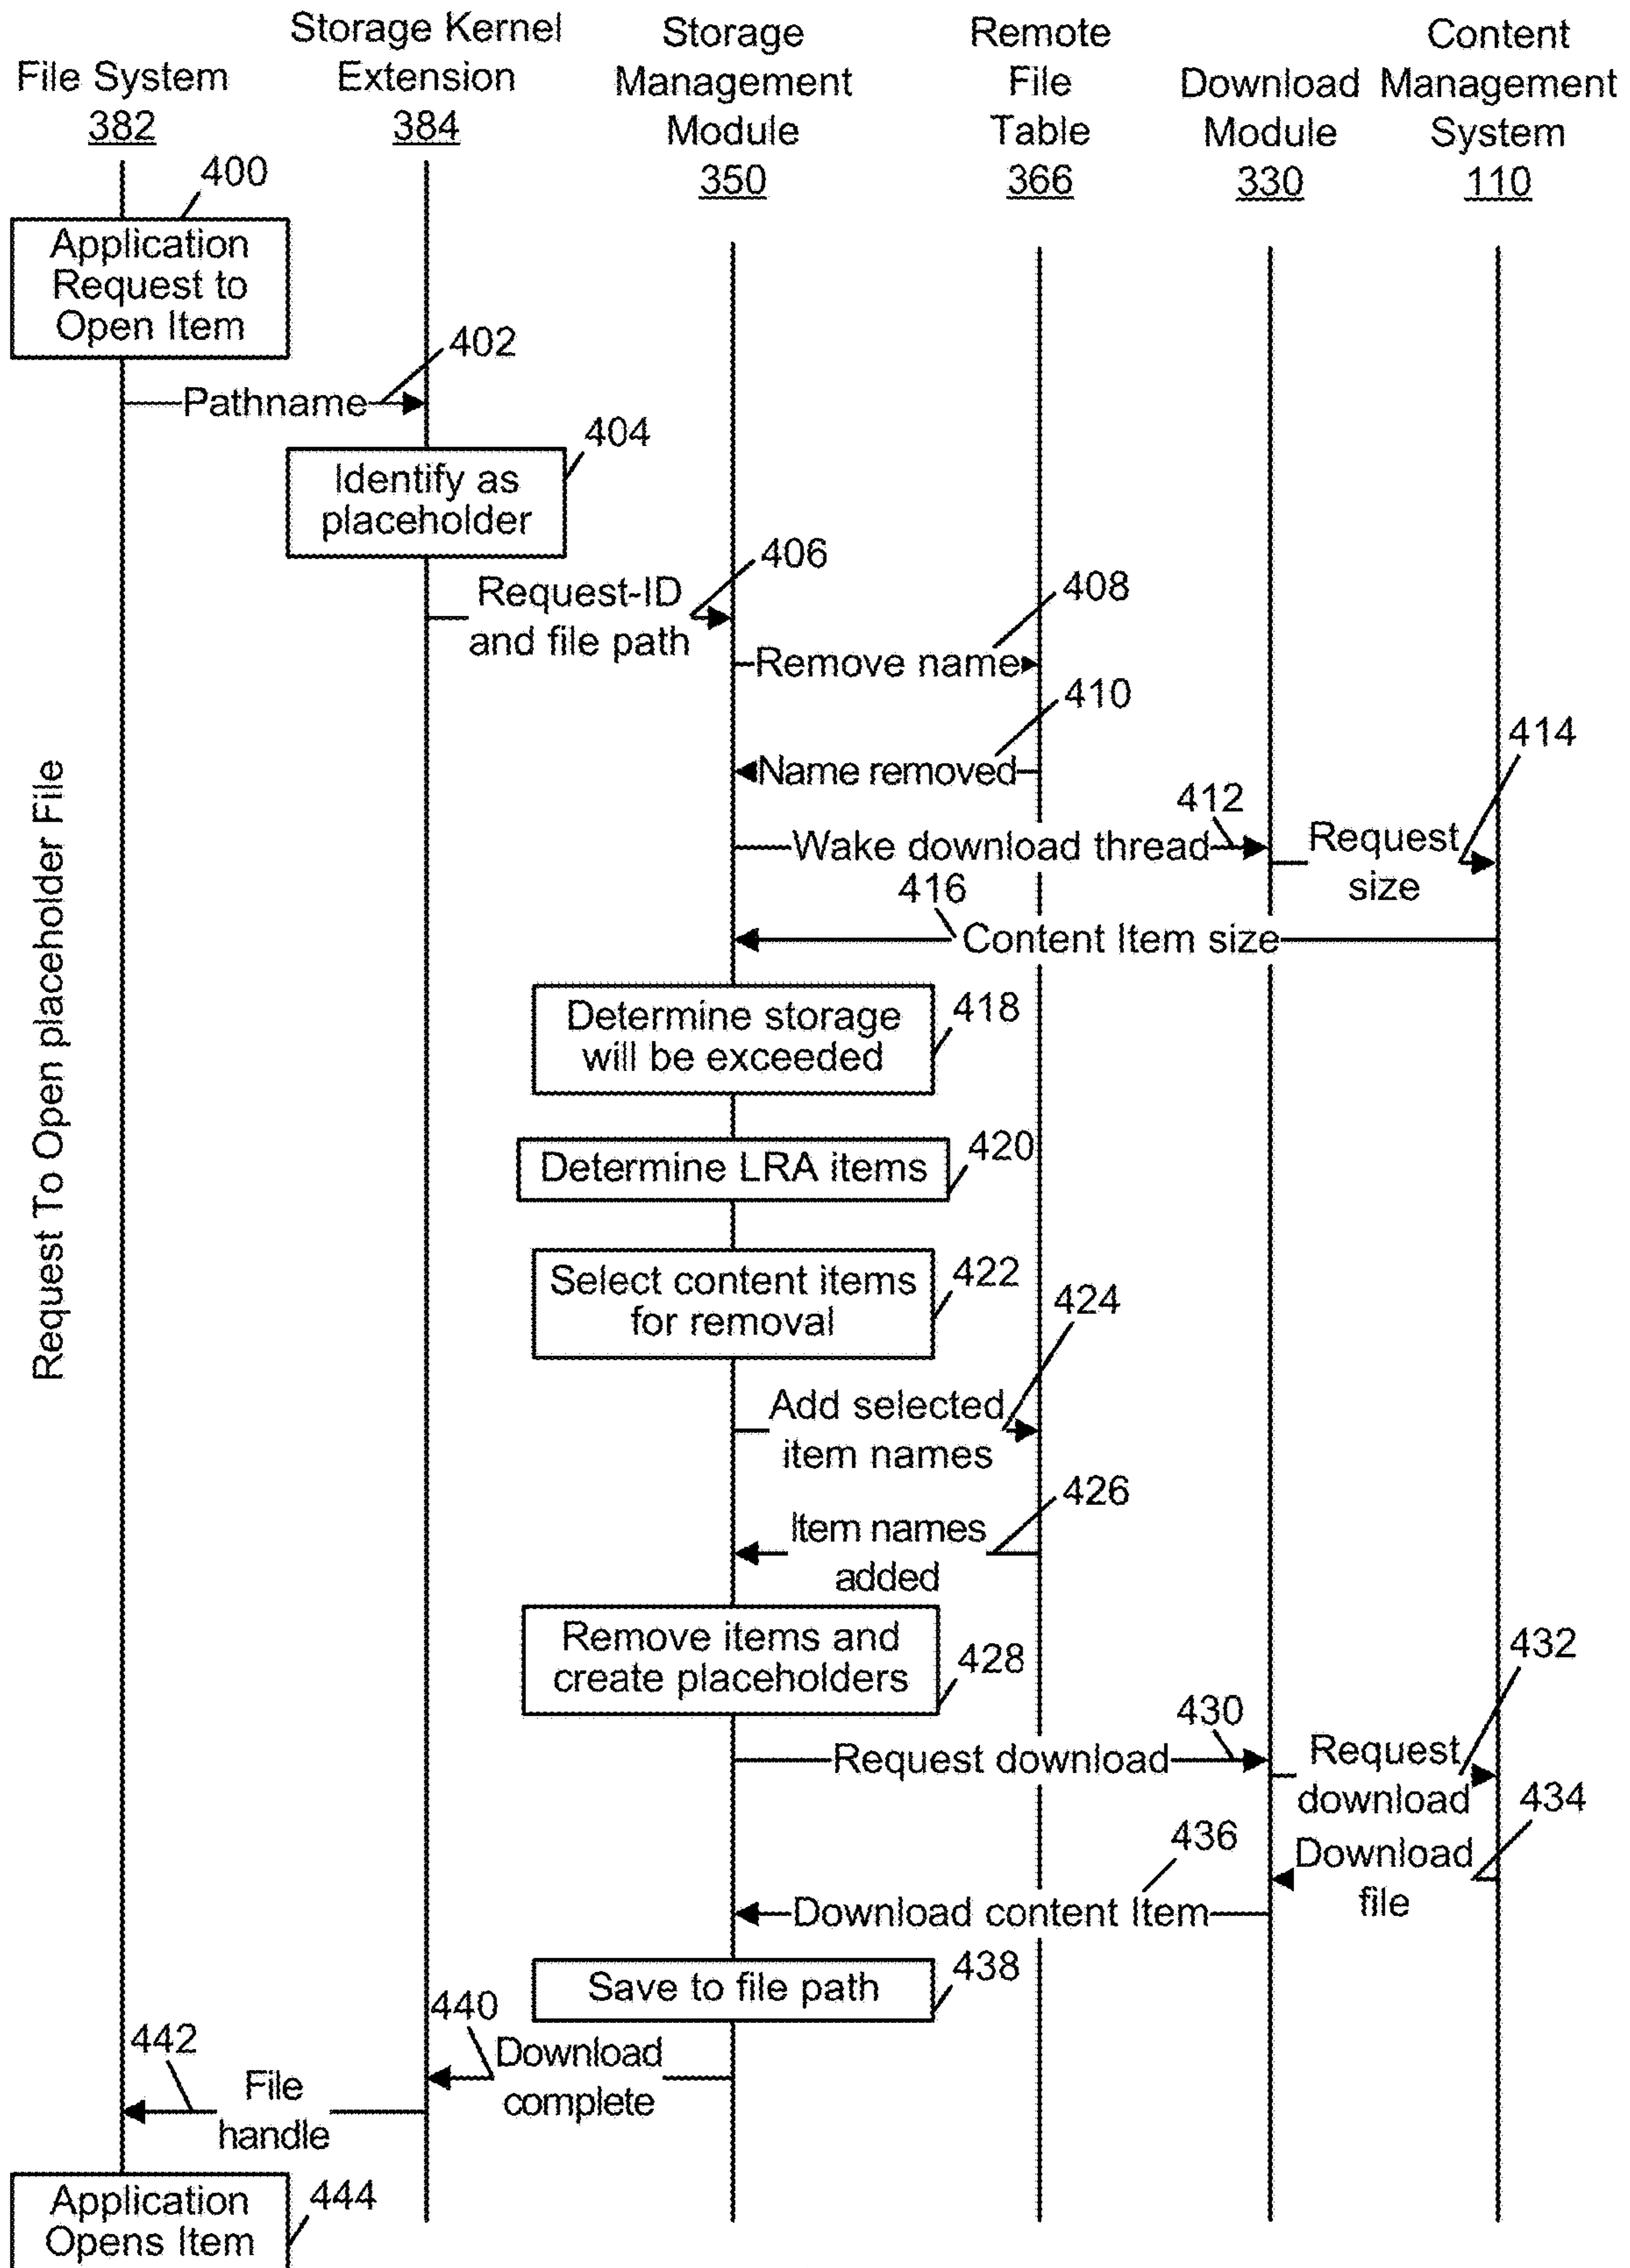 File System
382
Storage Kernel
Extension
384
Storage
Management
Module
350
Remote
File
Table
366
Download
Module
330
Content
Management
System
110
400
Application
Request to
Open Item
402
Pathname
404
Identify as
placeholder
406
Request-ID
and file path
408
Remove name
410
Name removed
412
Wake download thread
414
Request
size
416
Content Item size
418
Determine storage
will be exceeded
420
Determine LRA items
422
Select content items
for removal
424
Add selected
item names
426
Item names
added
428
Remove items and
create placeholders
430
Request download
432
Request
download
434
Download
file
436
Download content Item
438
Save to file path
440
Download
complete
442
File
handle
444
Application
Opens Item
Request To Open placeholder File